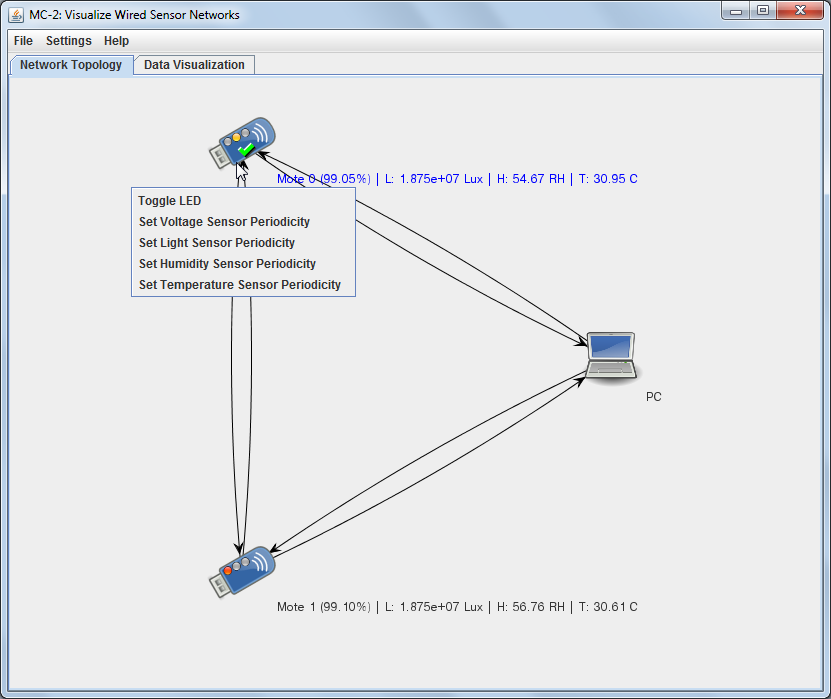 MC-2: Visualize Wired Sensor Networks
File Settings Help
Network Topology Data Visualization
Mote 0 (99.05%) | L: 1.875e+07 Lux | H: 54.67 RH | T: 30.95 C
Toggle LED
Set Voltage Sensor Periodicity
Set Light Sensor Periodicity
Set Humidity Sensor Periodicity
Set Temperature Sensor Periodicity
PC
Mote 1 (99.10%) | L: 1.875e+07 Lux | H: 56.76 RH | T: 30.61 C